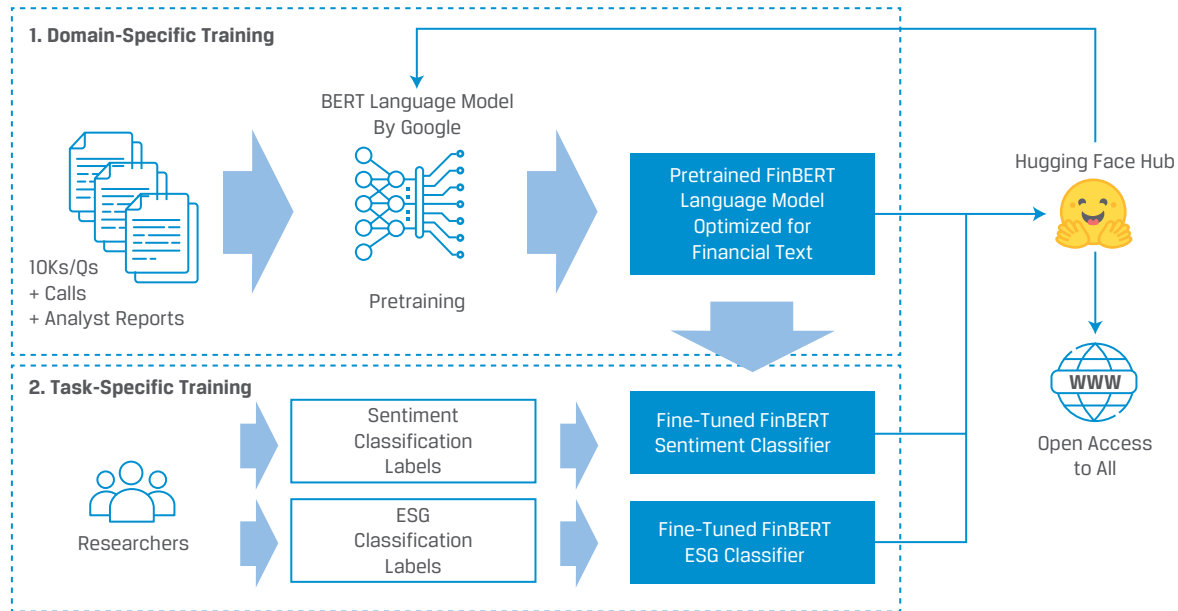 1. Domain-Specific Training
BERT Language Model
By Google
10Ks/Qs
+ Calls
+ Analyst Reports
Pretraining
Pretrained FinBERT
Language Model
Optimized for
Financial Text
Hugging Face Hub
WWW
Open Access
to All
2. Task-Specific Training
Researchers
Sentiment
Classification
Labels
Fine-Tuned FinBERT
Sentiment Classifier
ESG
Classification
Labels
Fine-Tuned FinBERT
ESG Classifier